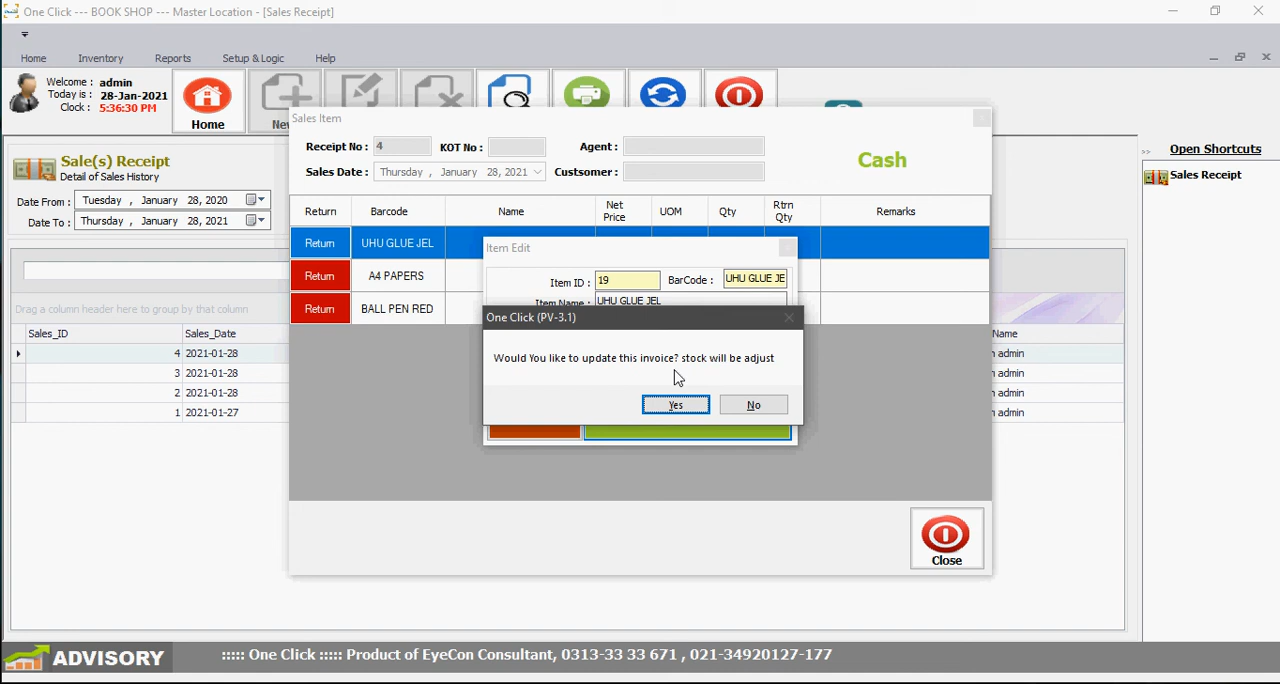 One Click --- BOOK SHOP --- Master Location - [Sales Receipt]
Home Inventory Reports Setup & Logic Help
Welcome : admin
Today is : 28-Jan-2021
Clock : 5:36:30 PM
Home
Sales Item
Receipt No : 4 KOT No : Agent :
Sales Date : Thursday , January 28, 2021 Custsomer :
Cash
Sale(s) Receipt
Detail of Sales History
Date From : Tuesday , January 28, 2020
Date To : Thursday , January 28, 2021
>> Open Shortcuts
Sales Receipt
Return Barcode Name Net Price UOM Qty Rtrn Qty Remarks
Return UHU GLUE JEL
Return A4 PAPERS
Return BALL PEN RED
Item Edit
Item ID : 19 BarCode : UHU GLUE JE
Item Name : UHU GLUE JEL
One Click (PV-3.1)
Would You like to update this invoice? stock will be adjust
Yes No
Drag a column header here to group by that column
Sales_ID Sales_Date Name
4 2021-01-28 admin
3 2021-01-28 admin
2 2021-01-28 admin
1 2021-01-27 admin
Close
ADVISORY
::::: One Click ::::: Product of EyeCon Consultant, 0313-33 33 671 , 021-34920127-177